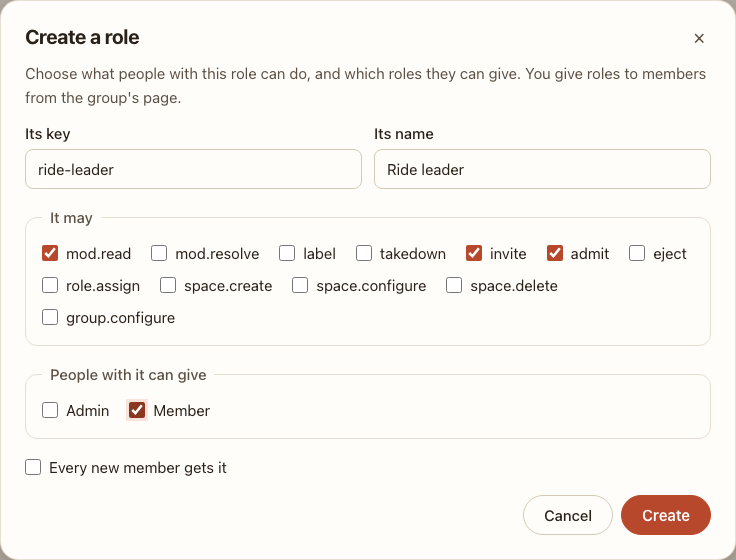 Create a role
×
Choose what people with this role can do, and which roles they can give. You give roles to members
from the group's page.
Its key
Its name
ride-leader
Ride leader
It may
mod.read mod.resolve label takedown invite admit eject
role.assign space.create space.configure space.delete
group.configure
People with it can give
Admin Member
Every new member gets it
Cancel Create